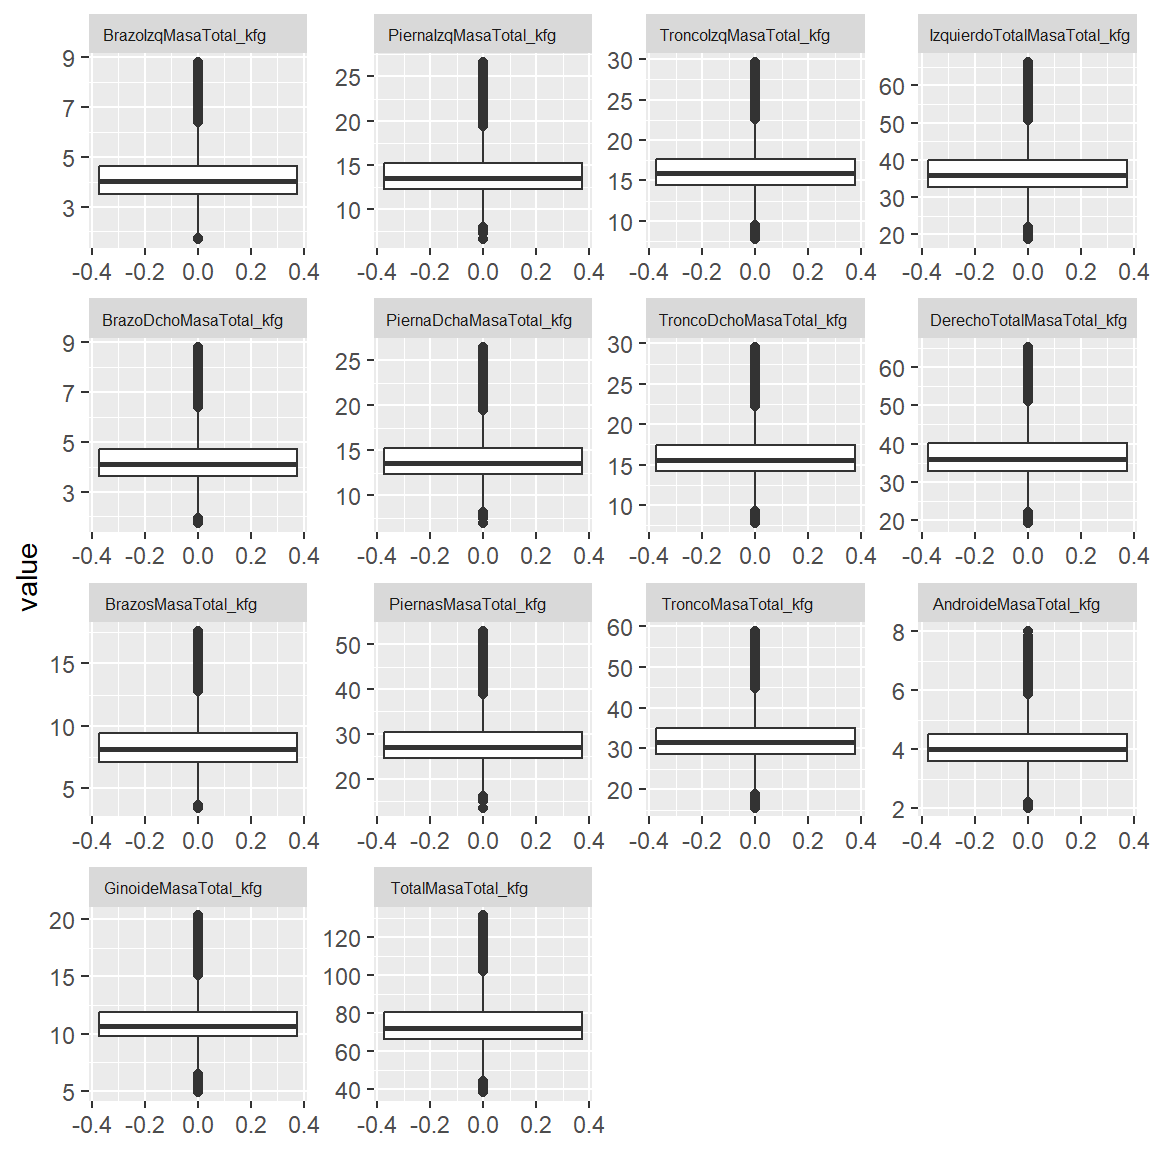 BrazoIzqMasaTotal_kfg PiernaIzqMasaTotal_kfg TroncoIzqMasaTotal_kfg IzquierdoTotalMasaTotal_kfg
9 7 5 3
25 20 15 10
30 25 20 15 10
60 50 40 30 20
-0.4 -0.2 0.0 0.2 0.4 -0.4 -0.2 0.0 0.2 0.4 -0.4 -0.2 0.0 0.2 0.4 -0.4 -0.2 0.0 0.2 0.4
BrazoDchoMasaTotal_kfg PiernaDchaMasaTotal_kfg TroncoDchoMasaTotal_kfg DerechoTotalMasaTotal_kfg
9 7 5 3
25 20 15 10
30 25 20 15 10
60 50 40 30 20
-0.4 -0.2 0.0 0.2 0.4 -0.4 -0.2 0.0 0.2 0.4 -0.4 -0.2 0.0 0.2 0.4 -0.4 -0.2 0.0 0.2 0.4
value
BrazosMasaTotal_kfg PiernasMasaTotal_kfg TroncoMasaTotal_kfg AndroideMasaTotal_kfg
15 10 5
50 40 30 20
60 50 40 30 20
8 6 4 2
-0.4 -0.2 0.0 0.2 0.4 -0.4 -0.2 0.0 0.2 0.4 -0.4 -0.2 0.0 0.2 0.4 -0.4 -0.2 0.0 0.2 0.4
GinoideMasaTotal_kfg TotalMasaTotal_kfg
20 15 10 5
120 100 80 60 40
-0.4 -0.2 0.0 0.2 0.4 -0.4 -0.2 0.0 0.2 0.4